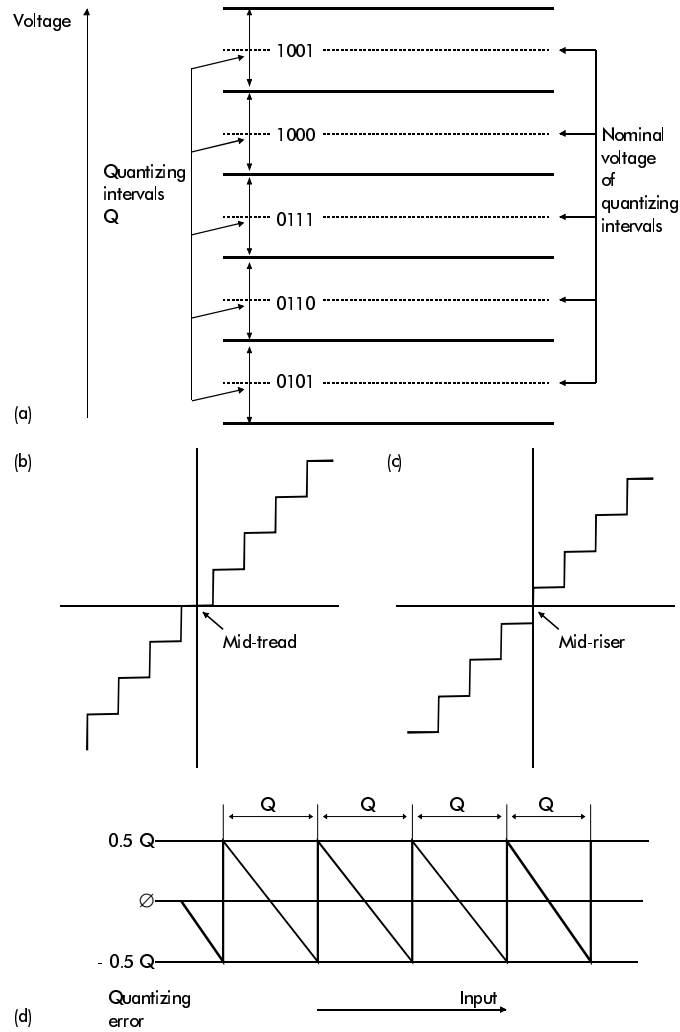 Voltage
1001
1000
Quantizing
intervals
Q
Nominal
voltage
of
quantizing
intervals
0111
0110
0101
(a)
(b)
(c)
Mid-tread
Mid-riser
Q Q Q Q
0.5 Q
∅
- 0.5 Q
Quantizing
error
Input
(d)